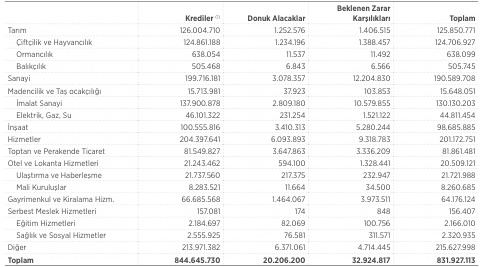 Beklenen Zarar
Krediler (*) Donuk Alacaklar Karşılıkları Toplam
Tarım 126.004.710 1.252.576 1.406.515 125.850.771
Çiftçilik ve Hayvancılık 124.861.188 1.234.196 1.388.457 124.706.927
Ormancılık 638.054 11.537 11.492 638.099
Balıkçılık 505.468 6.843 6.566 505.745
Sanayi 199.716.181 3.078.357 12.204.830 190.589.708
Madencilik ve Taş ocakçılığı 15.713.981 37.923 103.853 15.648.051
İmalat Sanayi 137.900.878 2.809.180 10.579.855 130.130.203
Elektrik, Gaz, Su 46.101.322 231.254 1.521.122 44.811.454
İnşaat 100.555.816 3.410.313 5.280.244 98.685.885
Hizmetler 204.397.641 6.093.893 9.318.783 201.172.751
Toptan ve Perakende Ticaret 81.549.827 3.647.863 3.336.209 81.861.481
Otel ve Lokanta Hizmetleri 21.243.462 594.100 1.328.441 20.509.121
Ulaştırma ve Haberleşme 21.737.560 217.375 232.947 21.721.988
Mali Kuruluşlar 8.283.521 11.664 34.500 8.260.685
Gayrimenkul ve Kiralama Hizm. 66.685.568 1.464.067 3.973.511 64.176.124
Serbest Meslek Hizmetleri 157.081 174 848 156.407
Eğitim Hizmetleri 2.184.697 82.069 100.756 2.166.010
Sağlık ve Sosyal Hizmetler 2.555.925 76.581 311.571 2.320.935
Diğer 213.971.382 6.371.061 4.714.445 215.627.998
Toplam 844.645.730 20.206.200 32.924.817 831.927.113